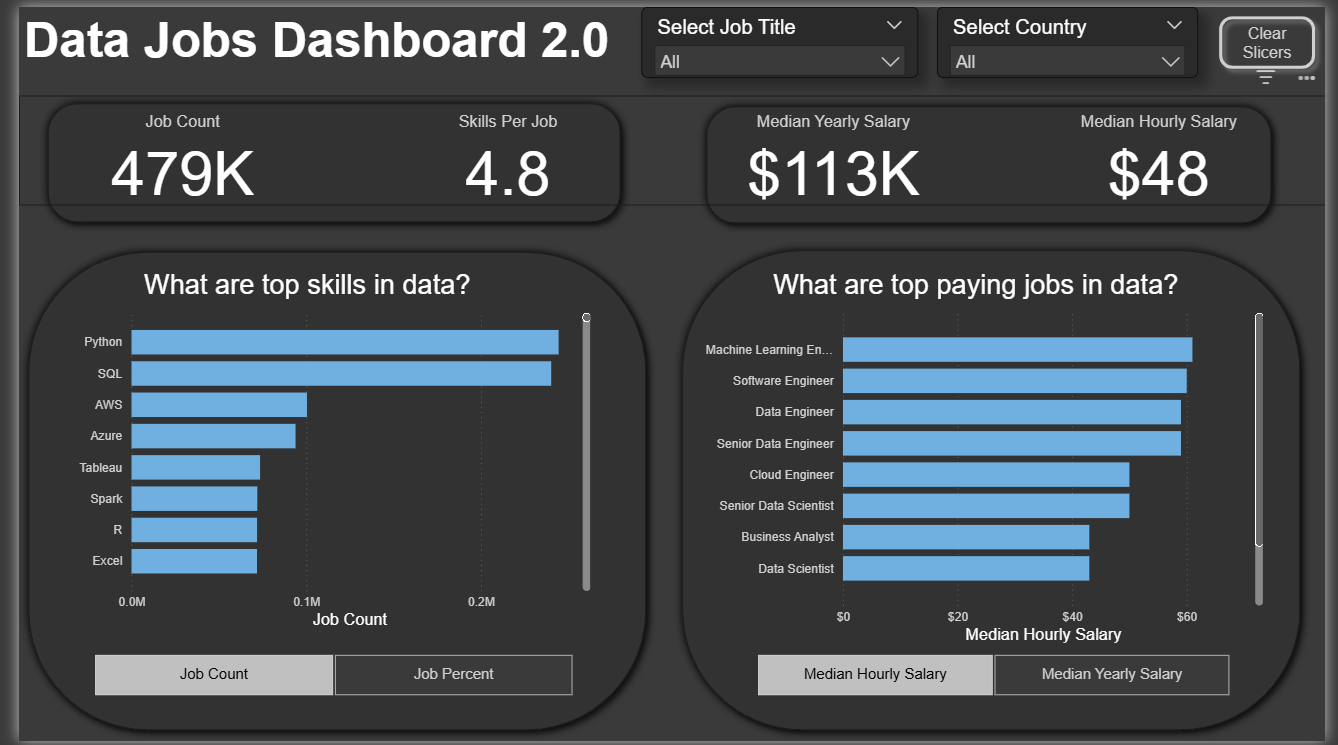 Data Jobs Dashboard 2.0
Select Job Title
All
Select Country
All
Clear
Slicers
Job Count
479K
Skills Per Job
4.8
Median Yearly Salary
$113K
Median Hourly Salary
$48
What are top skills in data?
Python
SQL
AWS
Azure
Tableau
Spark
R
Excel
0.0M 0.1M 0.2M
Job Count
Job Count
Job Percent
What are top paying jobs in data?
Machine Learning En...
Software Engineer
Data Engineer
Senior Data Engineer
Cloud Engineer
Senior Data Scientist
Business Analyst
Data Scientist
$0 $20 $40 $60
Median Hourly Salary
Median Hourly Salary
Median Yearly Salary